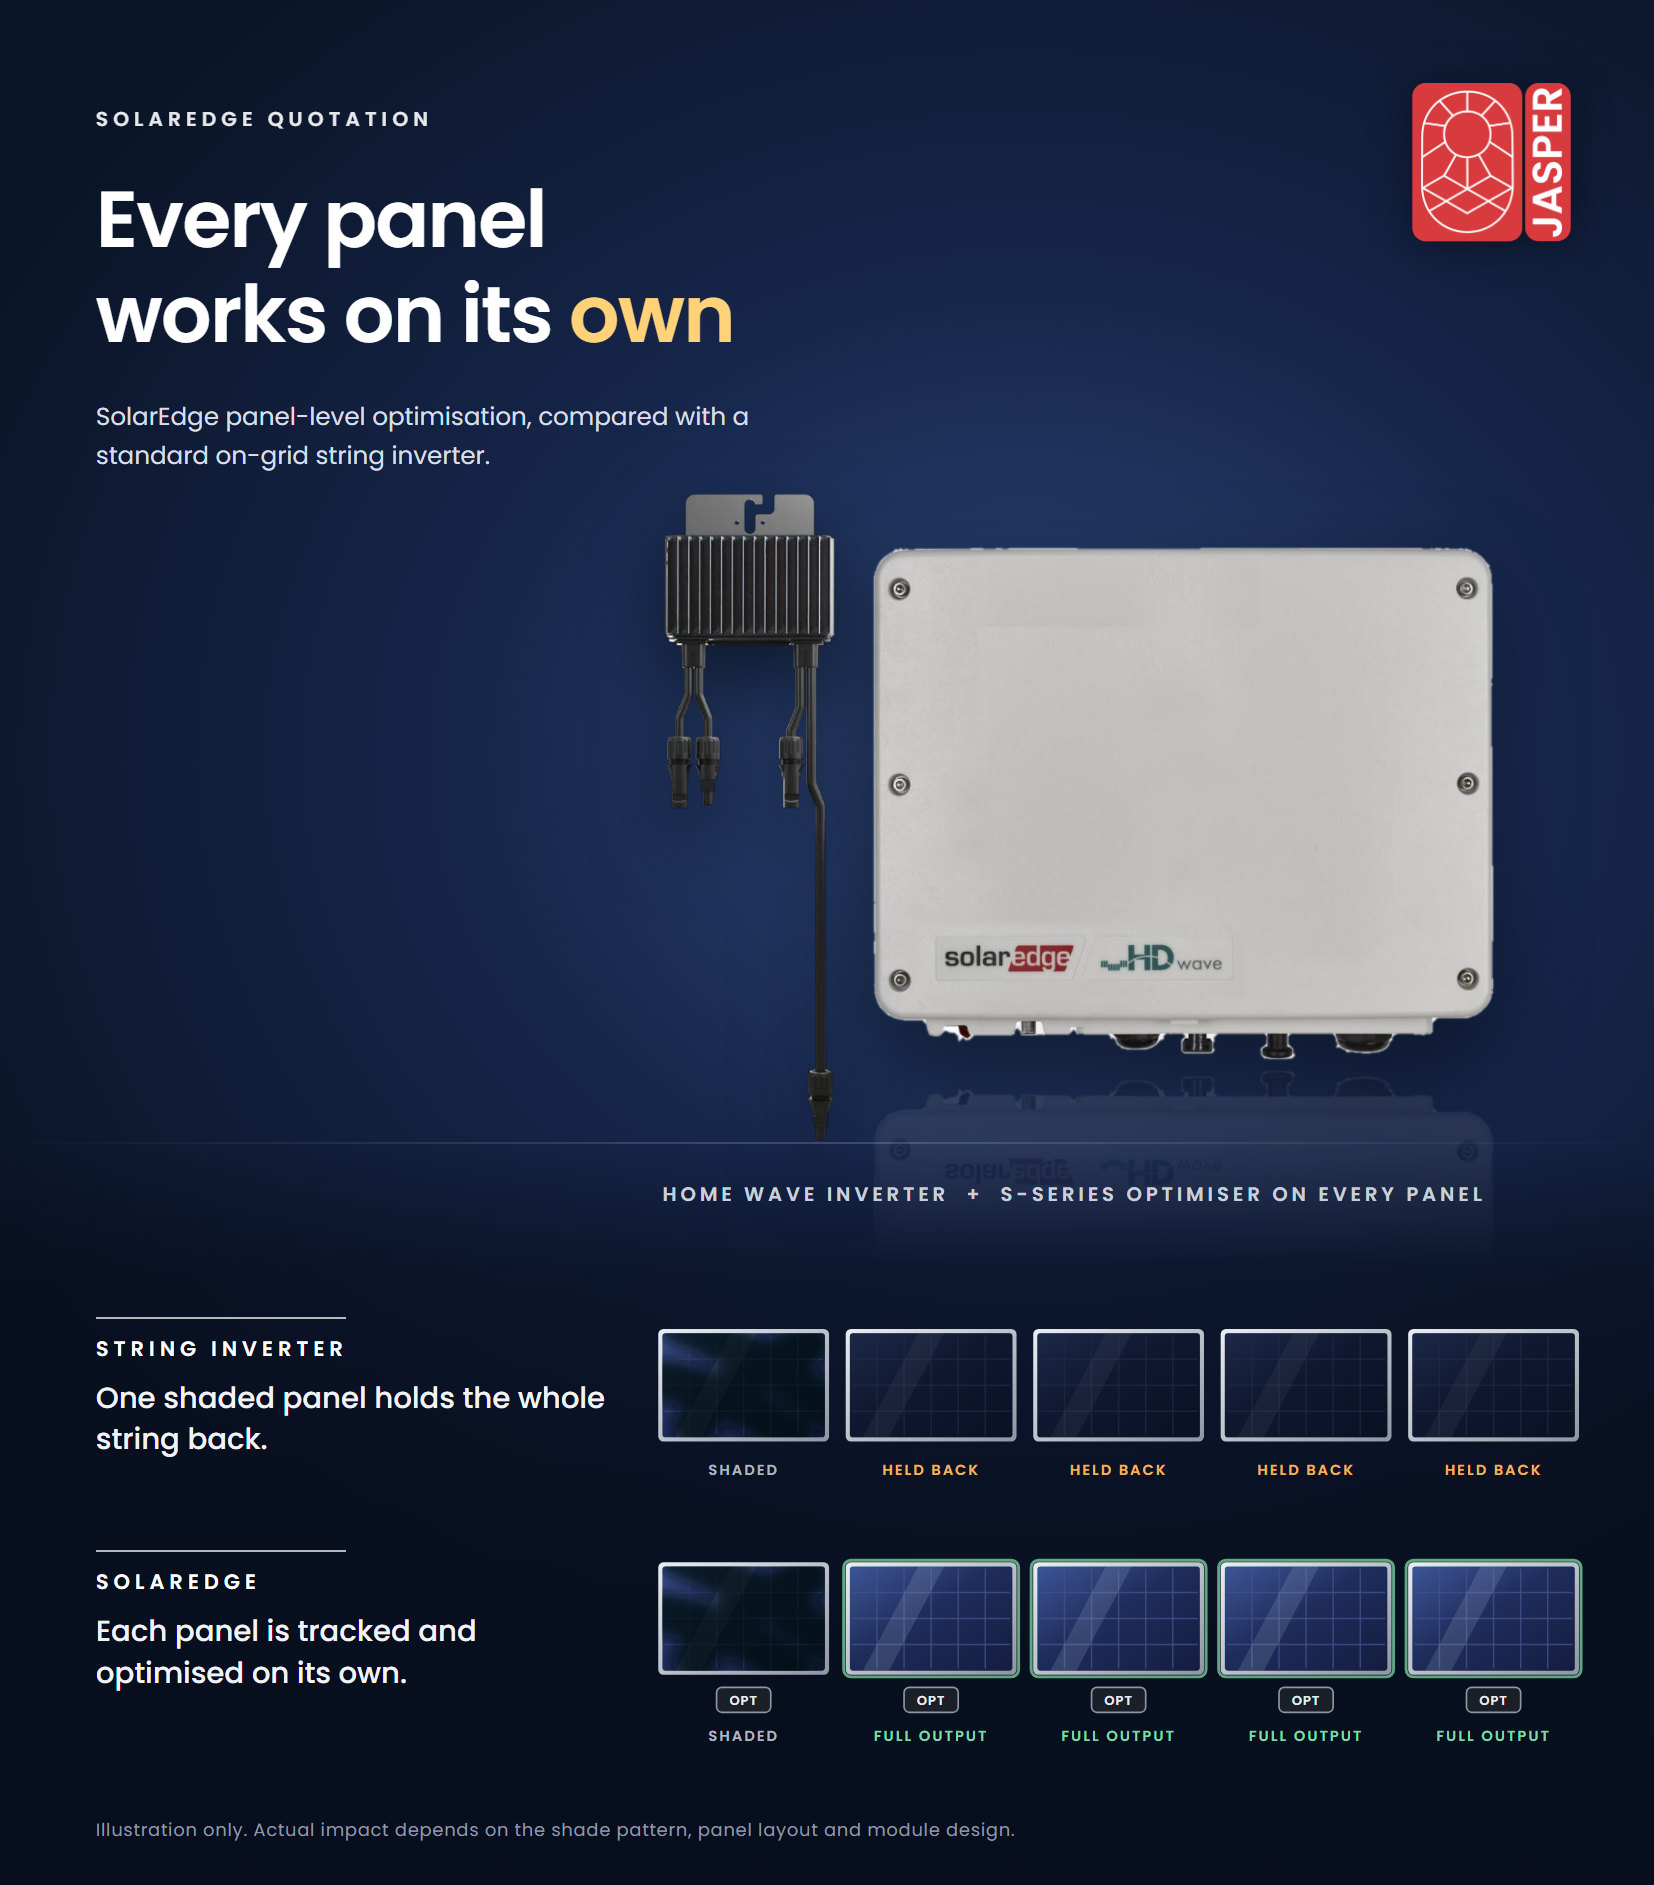 SOLAREDGE QUOTATION
JASPER
Every panel
works on its own
SolarEdge panel-level optimisation, compared with a
standard on-grid string inverter.
solaredge HD wave
HOME WAVE INVERTER + S-SERIES OPTIMISER ON EVERY PANEL
STRING INVERTER
One shaded panel holds the whole
string back.
SHADED HELD BACK HELD BACK HELD BACK HELD BACK
SOLAREDGE
Each panel is tracked and
optimised on its own.
OPT OPT OPT OPT OPT
SHADED FULL OUTPUT FULL OUTPUT FULL OUTPUT FULL OUTPUT
Illustration only. Actual impact depends on the shade pattern, panel layout and module design.